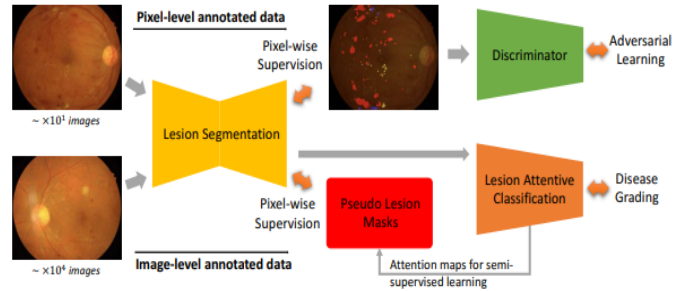 Pixel-level annotated data
Pixel-wise
Supervision
Discriminator
Adversarial
Learning
~ ×10¹ images
Lesion Segmentation
Pixel-wise
Supervision
Pseudo Lesion
Masks
Lesion Attentive
Classification
Disease
Grading
~ ×10⁴ images
Image-level annotated data
Attention maps for semi-
supervised learning